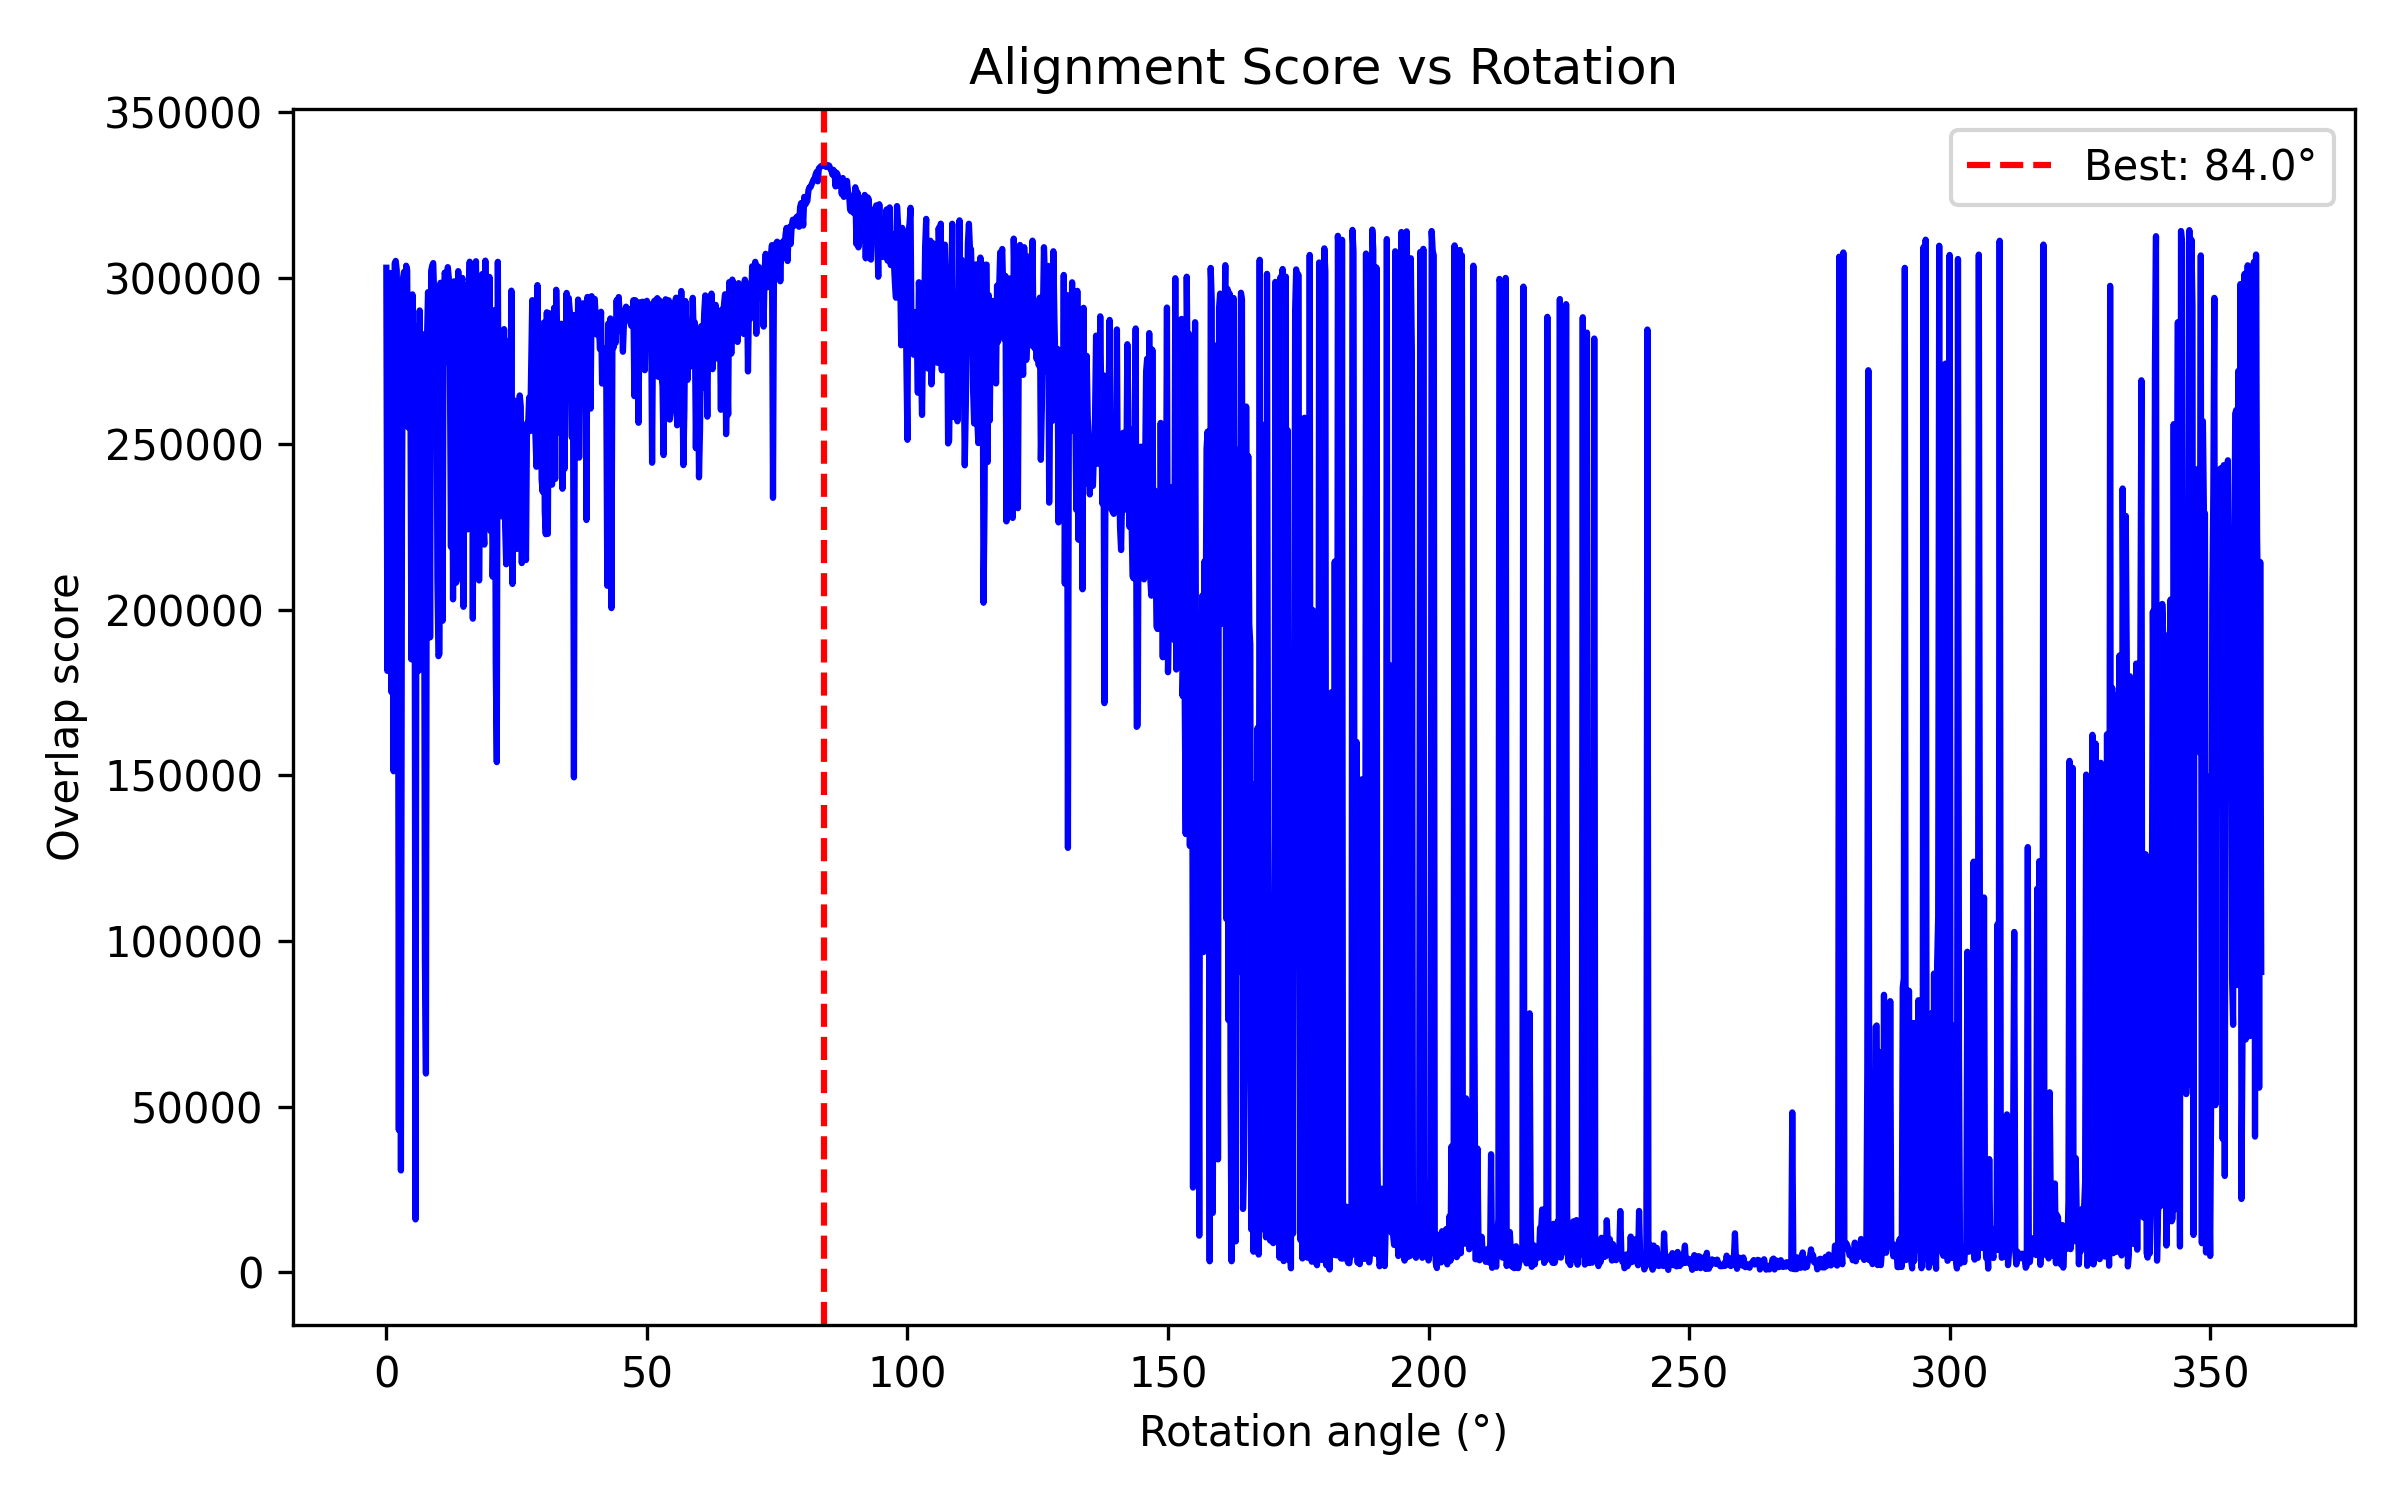 Alignment Score vs Rotation
Best: 84.0°
Overlap score
350000
300000
250000
200000
150000
100000
50000
0
0 50 100 150 200 250 300 350
Rotation angle (°)